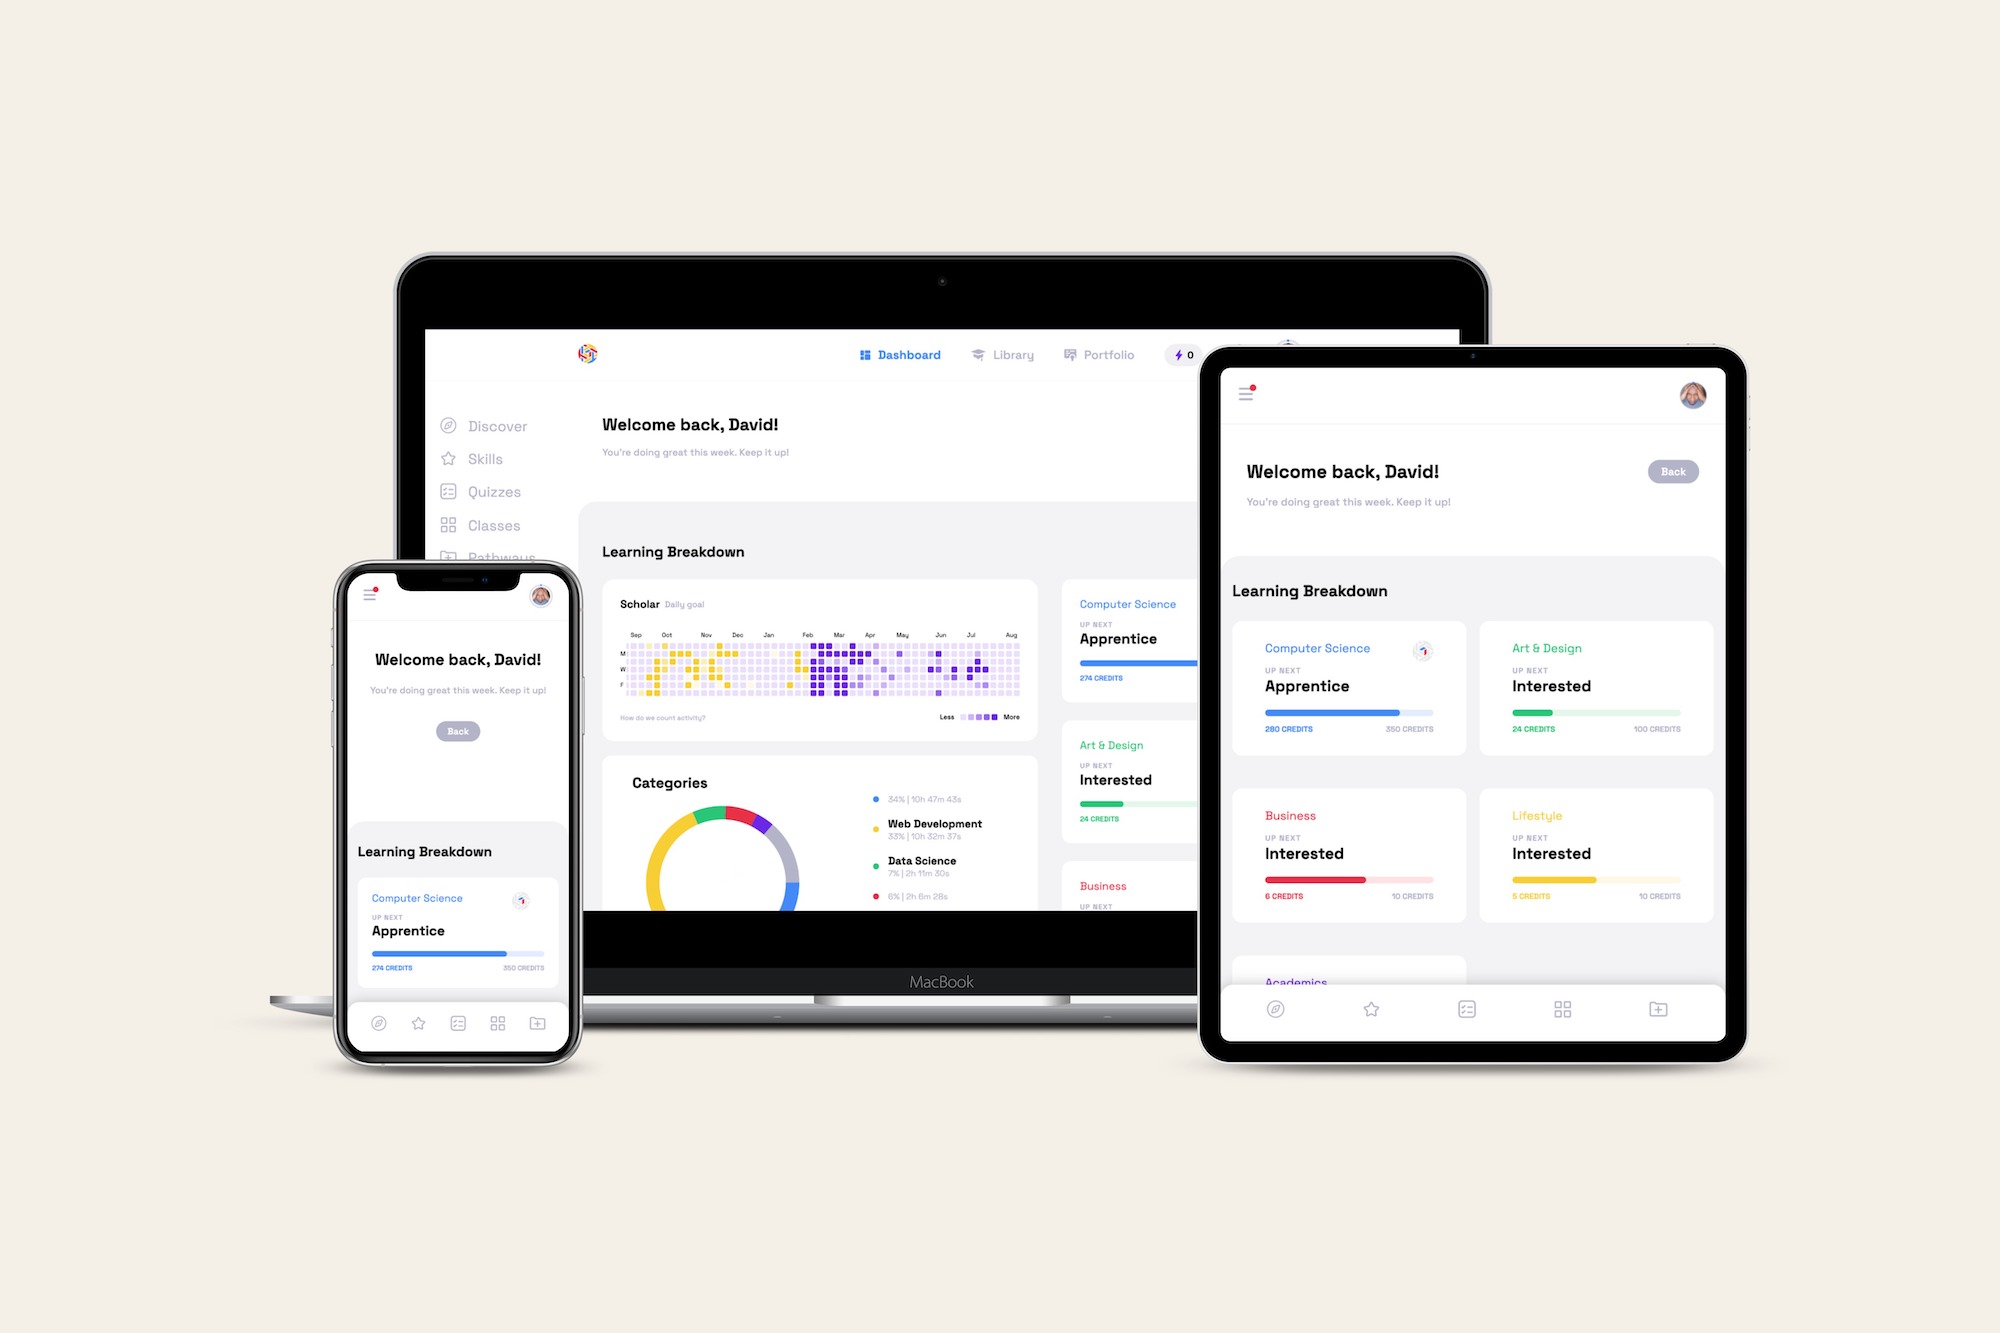 Dashboard
Library
Portfolio
0
Discover
Skills
Quizzes
Classes
Pathways
Welcome back, David!
You're doing great this week. Keep it up!
Learning Breakdown
Scholar Daily goal
Sep Oct Nov Dec Jan Feb Mar Apr May Jun Jul Aug
M
W
F
How do we count activity?
Less More
Categories
34% | 10h 47m 43s
Web Development
33% | 10h 32m 37s
Data Science
7% | 2h 11m 30s
6% | 2h 6m 28s
Computer Science
UP NEXT
Apprentice
274 CREDITS
Art & Design
UP NEXT
Interested
24 CREDITS
Business
UP NEXT
MacBook
Welcome back, David!
You're doing great this week. Keep it up!
Back
Learning Breakdown
Computer Science
UP NEXT
Apprentice
274 CREDITS 350 CREDITS
Welcome back, David!
Back
You're doing great this week. Keep it up!
Learning Breakdown
Computer Science
UP NEXT
Apprentice
280 CREDITS 350 CREDITS
Art & Design
UP NEXT
Interested
24 CREDITS 100 CREDITS
Business
UP NEXT
Interested
6 CREDITS 10 CREDITS
Lifestyle
UP NEXT
Interested
5 CREDITS 10 CREDITS
Academics